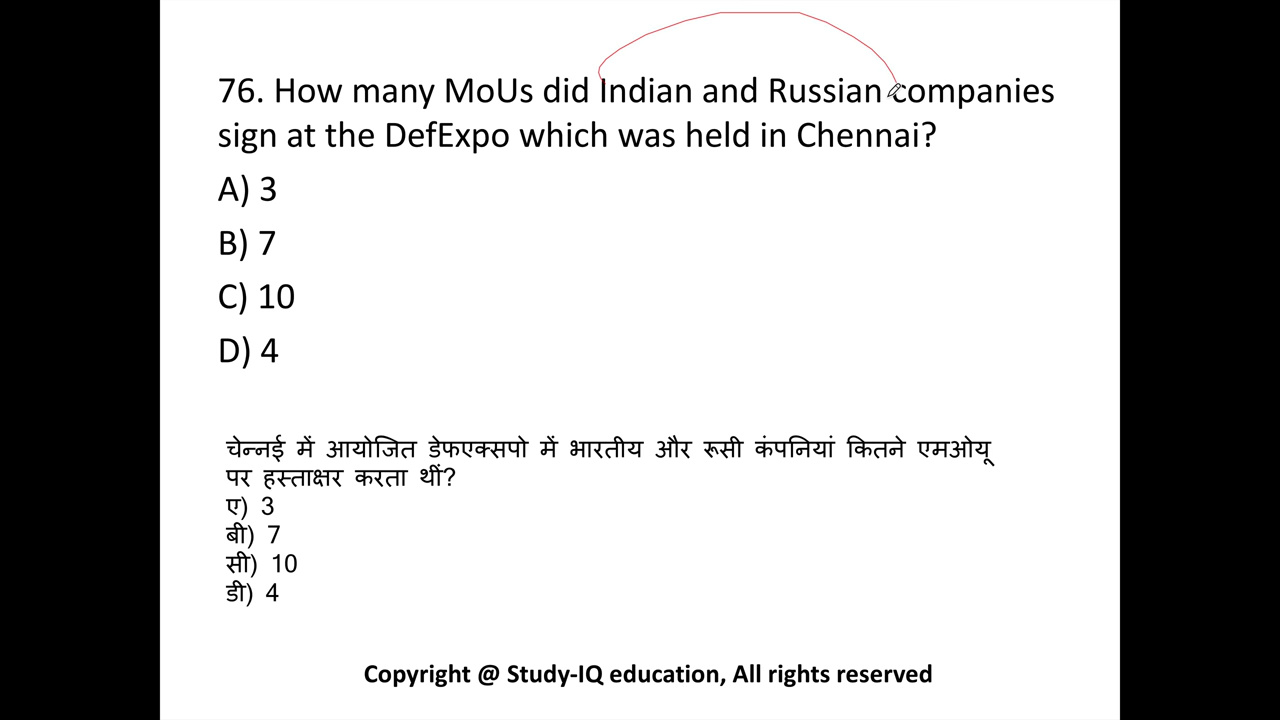 76. How many MoUs did Indian and Russian companies
sign at the DefExpo which was held in Chennai?
A) 3
B) 7
C) 10
D) 4
चेन्नई में आयोजित डेफएक्सपो में भारतीय और रूसी कंपनियां कितने एमओयू
पर हस्ताक्षर करता थीं?
ए) 3
बी) 7
सी) 10
डी) 4
Copyright @ Study-IQ education, All rights reserved